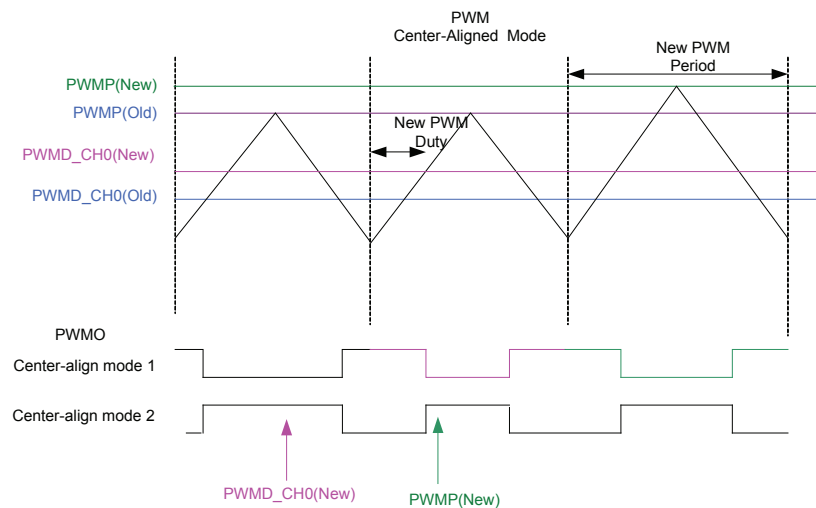 PWM
Center-Aligned Mode
New PWM
Period
PWMP(New)
PWMP(Old)
New PWM
Duty
PWMD_CH0(New)
PWMD_CH0(Old)
PWMO
Center-align mode 1
Center-align mode 2
PWMD_CH0(New)
PWMP(New)